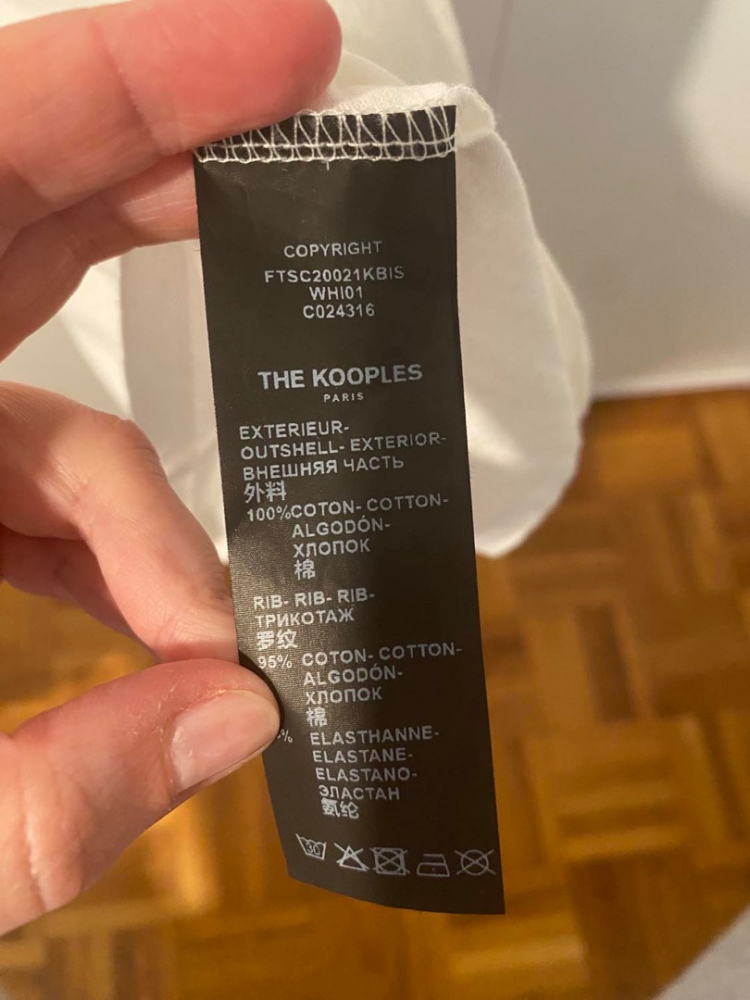 COPYRIGHT
FTSC20021KBIS
WHI01
C024316
THE KOOPLES
PARIS
EXTERIEUR-
OUTSHELL- EXTERIOR-
ВНЕШНЯЯ ЧАСТЬ
外料
100%COTON- COTTON-
ALGODÓN-
ХЛОПОК
棉
RIB- RIB- RIB-
ТРИКОТАЖ
罗纹
95% COTON- COTTON-
ALGODÓN-
ХЛОПОК
棉
% ELASTHANNE-
ELASTANE-
ELASTANO-
ЭЛАСТАН
氨纶
30